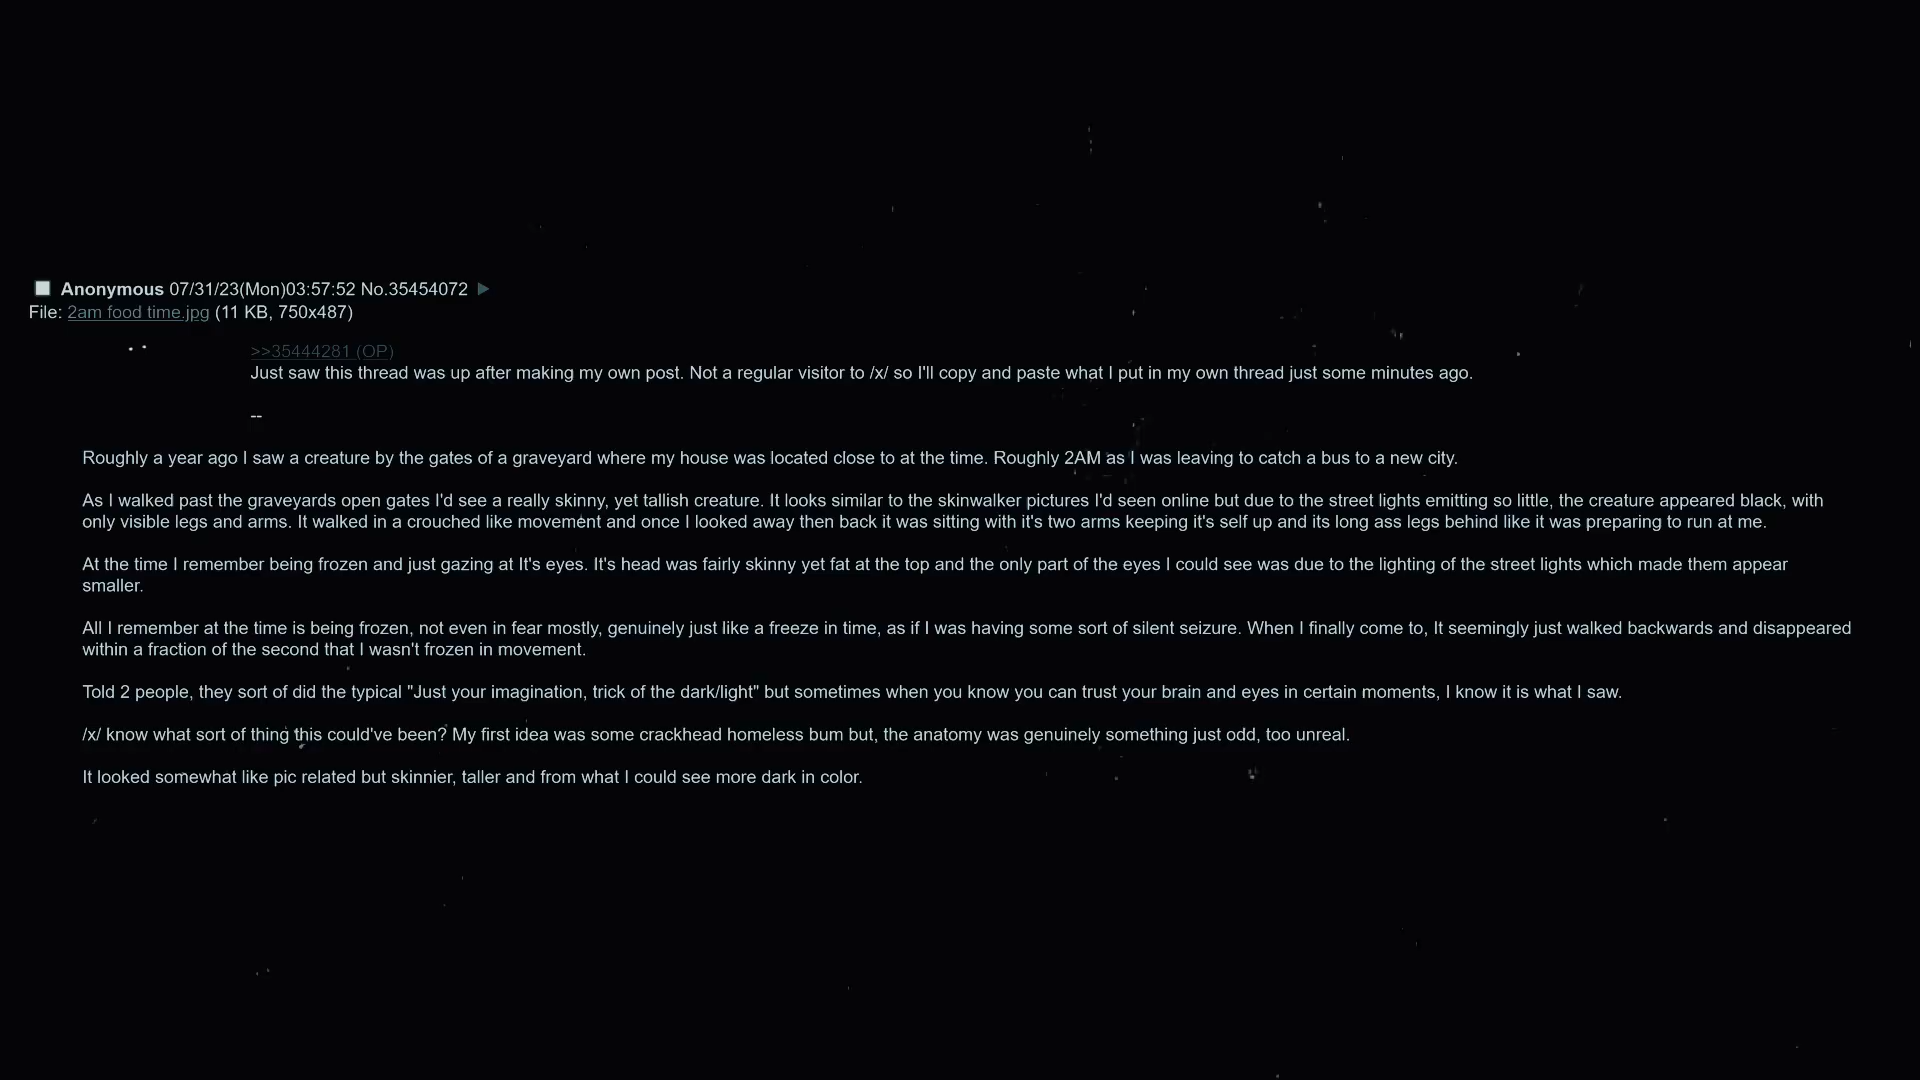 Anonymous 07/31/23(Mon)03:57:52 No.35454072
File: 2am food time.jpg (11 KB, 750x487)
>>35444281 (OP)
Just saw this thread was up after making my own post. Not a regular visitor to /x/ so I'll copy and paste what I put in my own thread just some minutes ago.
--
Roughly a year ago I saw a creature by the gates of a graveyard where my house was located close to at the time. Roughly 2AM as I was leaving to catch a bus to a new city.
As I walked past the graveyards open gates I'd see a really skinny, yet tallish creature. It looks similar to the skinwalker pictures I'd seen online but due to the street lights emitting so little, the creature appeared black, with
only visible legs and arms. It walked in a crouched like movement and once I looked away then back it was sitting with it's two arms keeping it's self up and its long ass legs behind like it was preparing to run at me.
At the time I remember being frozen and just gazing at It's eyes. It's head was fairly skinny yet fat at the top and the only part of the eyes I could see was due to the lighting of the street lights which made them appear
smaller.
All I remember at the time is being frozen, not even in fear mostly, genuinely just like a freeze in time, as if I was having some sort of silent seizure. When I finally come to, It seemingly just walked backwards and disappeared
within a fraction of the second that I wasn't frozen in movement.
Told 2 people, they sort of did the typical "Just your imagination, trick of the dark/light" but sometimes when you know you can trust your brain and eyes in certain moments, I know it is what I saw.
/x/ know what sort of thing this could've been? My first idea was some crackhead homeless bum but, the anatomy was genuinely something just odd, too unreal.
It looked somewhat like pic related but skinnier, taller and from what I could see more dark in color.